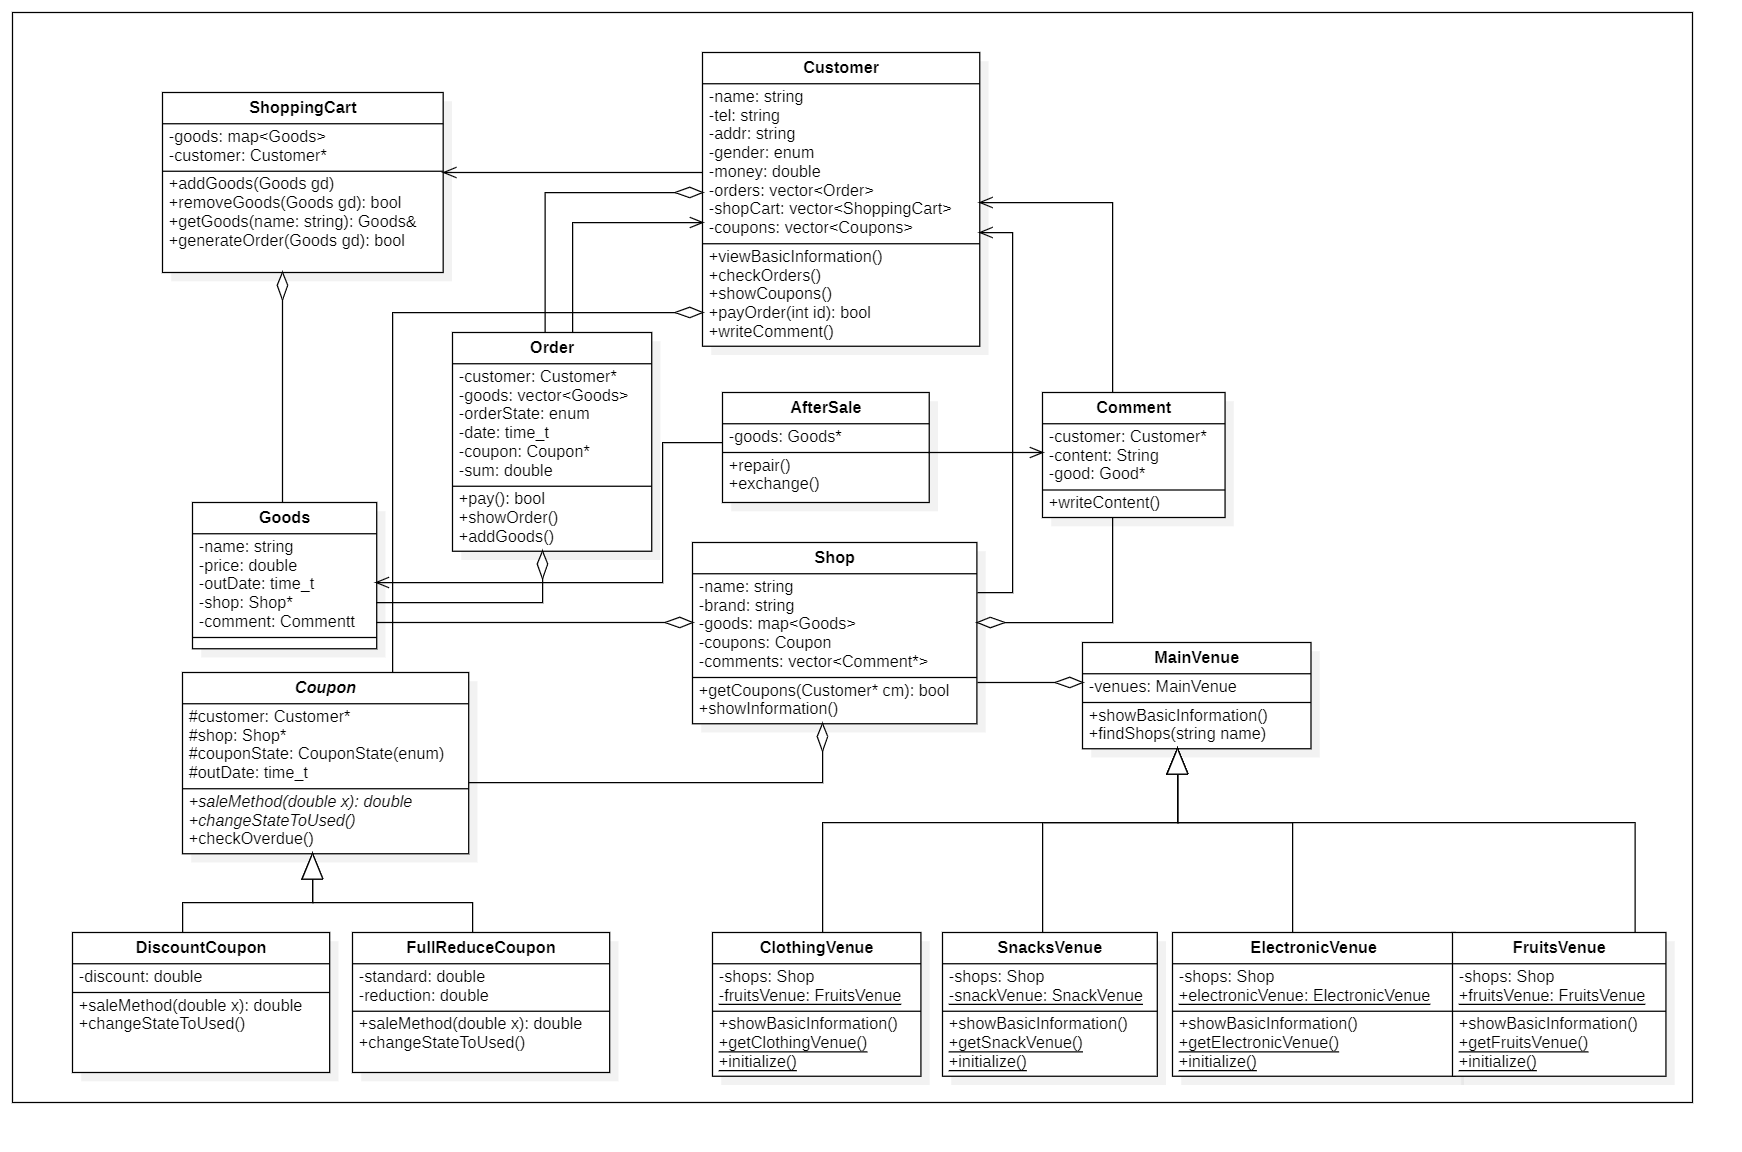 Customer
-name: string
-tel: string
-addr: string
-gender: enum
-money: double
-orders: vector<Order>
-shopCart: vector<ShoppingCart>
-coupons: vector<Coupons>
+viewBasicInformation()
+checkOrders()
+showCoupons()
+payOrder(int id): bool
+writeComment()
ShoppingCart
-goods: map<Goods>
-customer: Customer*
+addGoods(Goods gd)
+removeGoods(Goods gd): bool
+getGoods(name: string): Goods&
+generateOrder(Goods gd): bool
Order
-customer: Customer*
-goods: vector<Goods>
-orderState: enum
-date: time_t
-coupon: Coupon*
-sum: double
+pay(): bool
+showOrder()
+addGoods()
AfterSale
-goods: Goods*
+repair()
+exchange()
Comment
-customer: Customer*
-content: String
-good: Good*
+writeContent()
Goods
-name: string
-price: double
-outDate: time_t
-shop: Shop*
-comment: Commentt
Shop
-name: string
-brand: string
-goods: map<Goods>
-coupons: Coupon
-comments: vector<Comment*>
+getCoupons(Customer* cm): bool
+showInformation()
MainVenue
-venues: MainVenue
+showBasicInformation()
+findShops(string name)
Coupon
#customer: Customer*
#shop: Shop*
#couponState: CouponState(enum)
#outDate: time_t
+saleMethod(double x): double
+changeStateToUsed()
+checkOverdue()
DiscountCoupon
-discount: double
+saleMethod(double x): double
+changeStateToUsed()
FullReduceCoupon
-standard: double
-reduction: double
+saleMethod(double x): double
+changeStateToUsed()
ClothingVenue
-shops: Shop
-fruitsVenue: FruitsVenue
+showBasicInformation()
+getClothingVenue()
+initialize()
SnacksVenue
-shops: Shop
-snackVenue: SnackVenue
+showBasicInformation()
+getSnackVenue()
+initialize()
ElectronicVenue
-shops: Shop
+electronicVenue: ElectronicVenue
+showBasicInformation()
+getElectronicVenue()
+initialize()
FruitsVenue
-shops: Shop
+fruitsVenue: FruitsVenue
+showBasicInformation()
+getFruitsVenue()
+initialize()